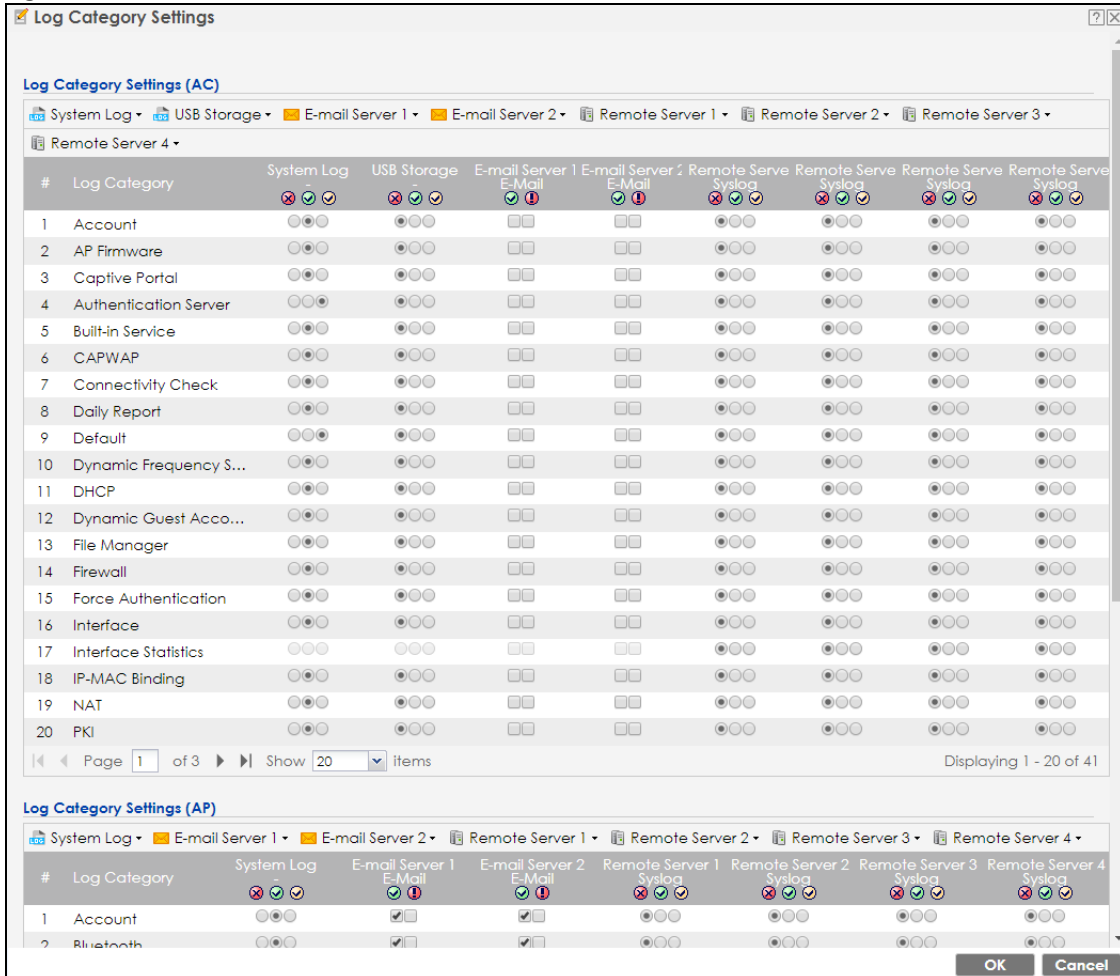 Log Category Settings
Log Category Settings (AC)
System Log USB Storage E-mail Server 1 E-mail Server 2 Remote Server 1 Remote Server 2 Remote Server 3
Remote Server 4
# Log Category System Log USB Storage E-mail Server 1 E-mail Server 2 Remote Serve Remote Serve Remote Serve Remote Serve
- - E-Mail E-Mail Syslog Syslog Syslog Syslog
1 Account
2 AP Firmware
3 Captive Portal
4 Authentication Server
5 Built-in Service
6 CAPWAP
7 Connectivity Check
8 Daily Report
9 Default
10 Dynamic Frequency S...
11 DHCP
12 Dynamic Guest Acco...
13 File Manager
14 Firewall
15 Force Authentication
16 Interface
17 Interface Statistics
18 IP-MAC Binding
19 NAT
20 PKI
Page 1 of 3 Show 20 items Displaying 1 - 20 of 41
Log Category Settings (AP)
System Log E-mail Server 1 E-mail Server 2 Remote Server 1 Remote Server 2 Remote Server 3 Remote Server 4
# Log Category System Log E-mail Server 1 E-mail Server 2 Remote Server 1 Remote Server 2 Remote Server 3 Remote Server 4
- E-Mail E-Mail Syslog Syslog Syslog Syslog
1 Account
2 Bluetooth
OK Cancel